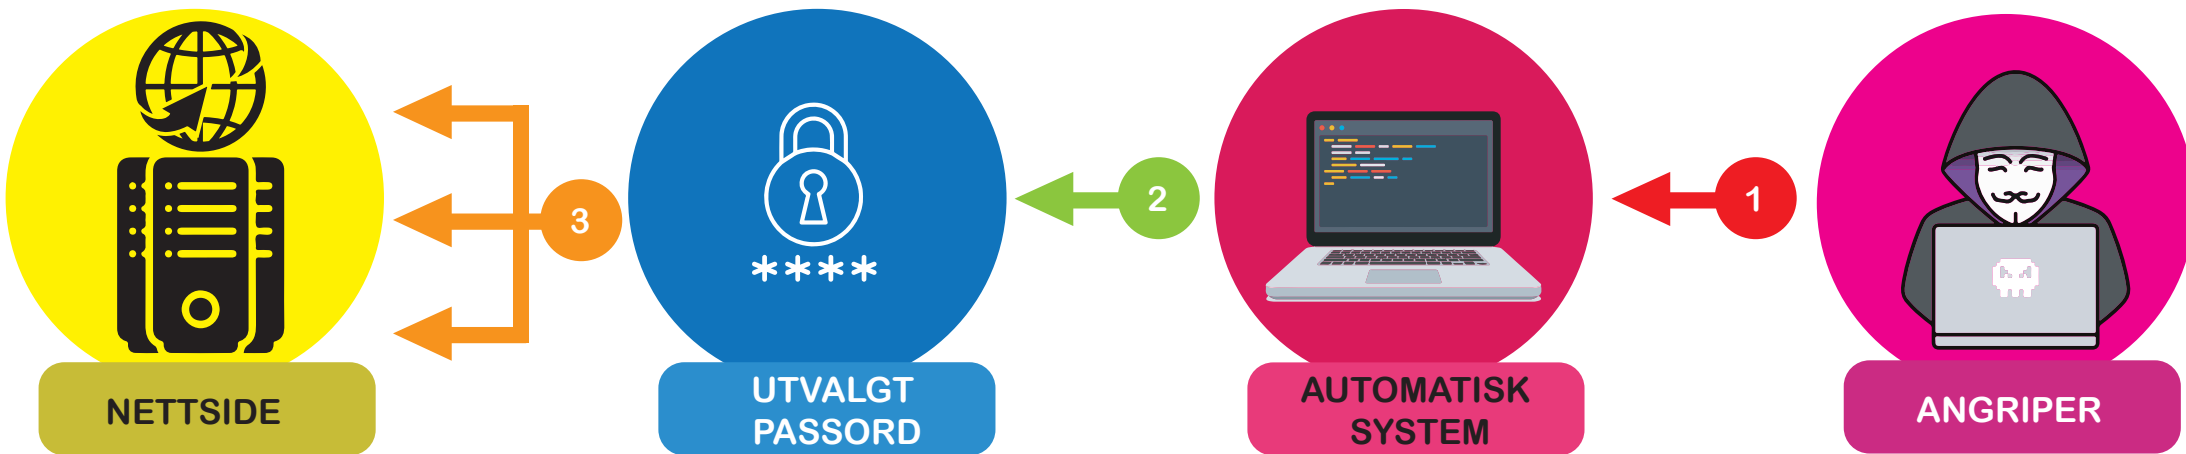 3
2
1
****
NETTSIDE
UTVALGT
PASSORD
AUTOMATISK
SYSTEM
ANGRIPER